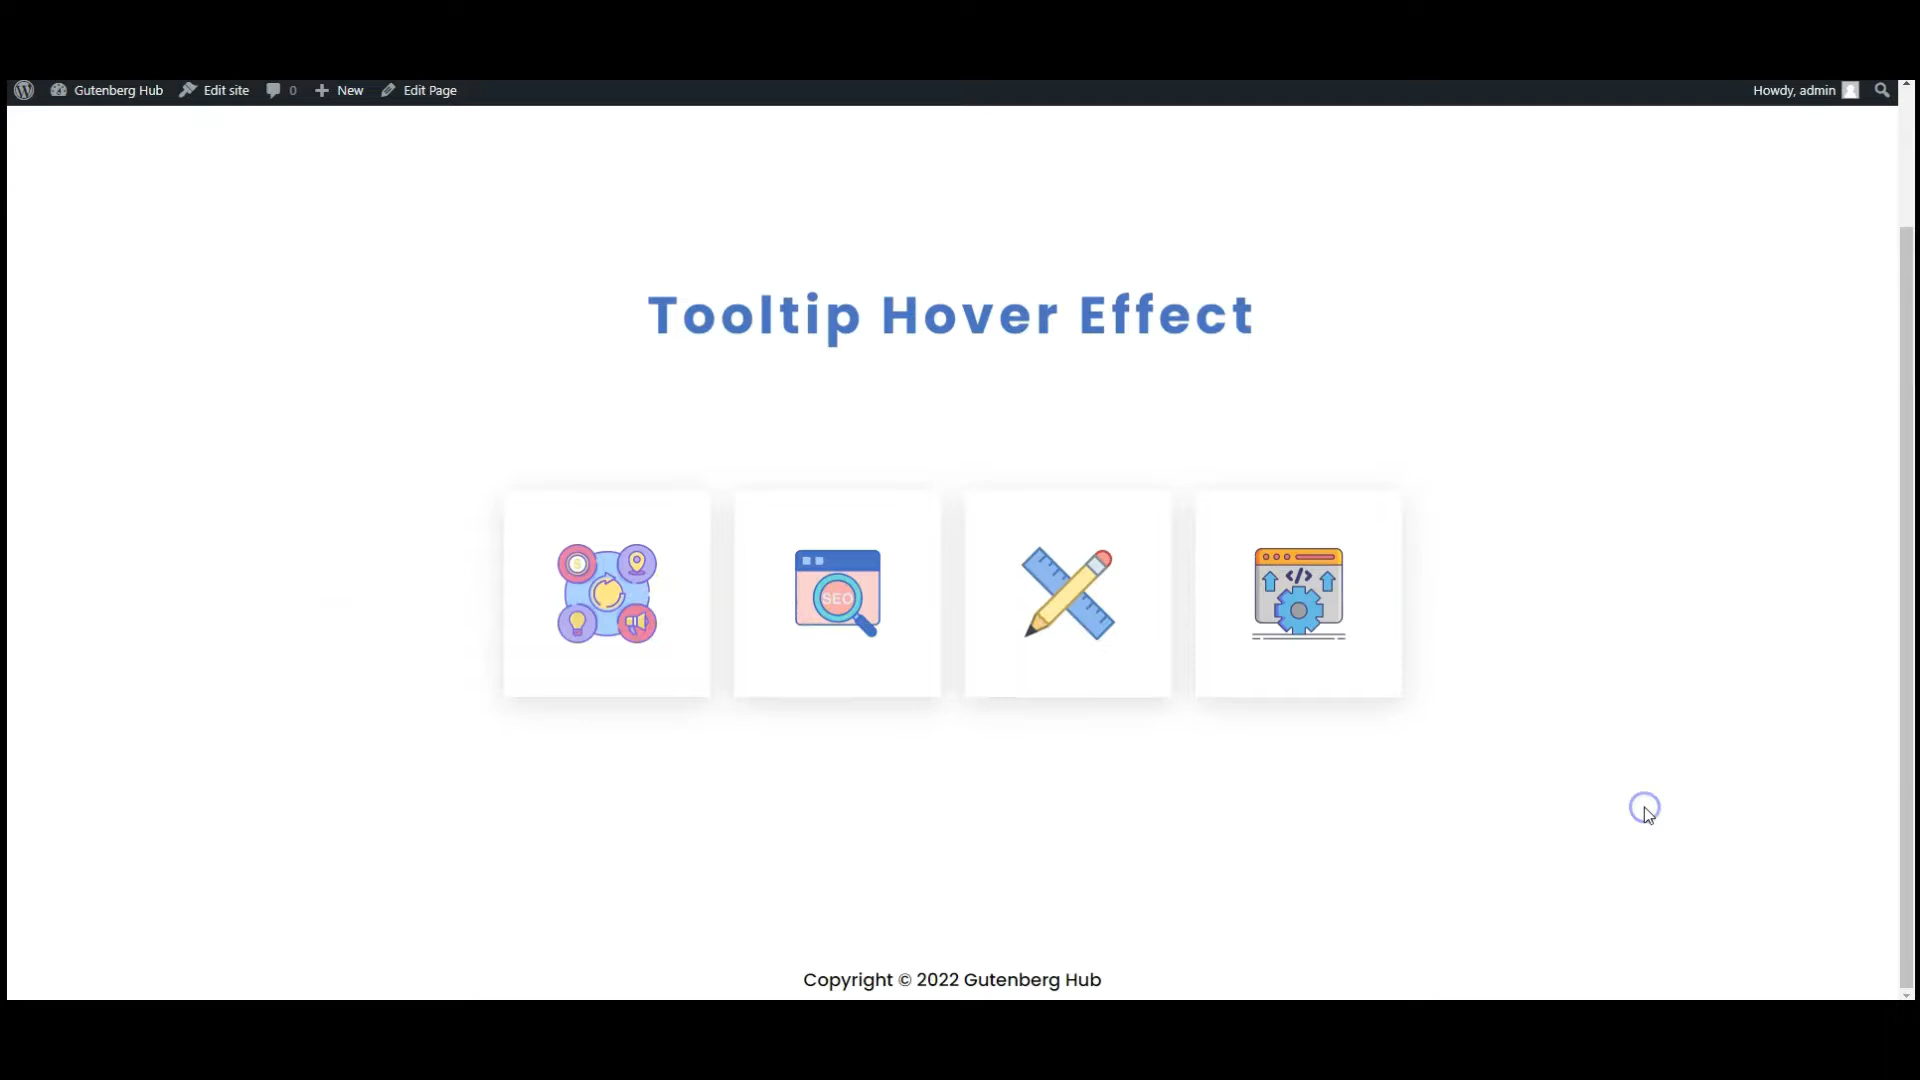 Gutenberg Hub Edit site 0 New Edit Page Howdy, admin
Tooltip Hover Effect
$ SEO </>
Copyright © 2022 Gutenberg Hub